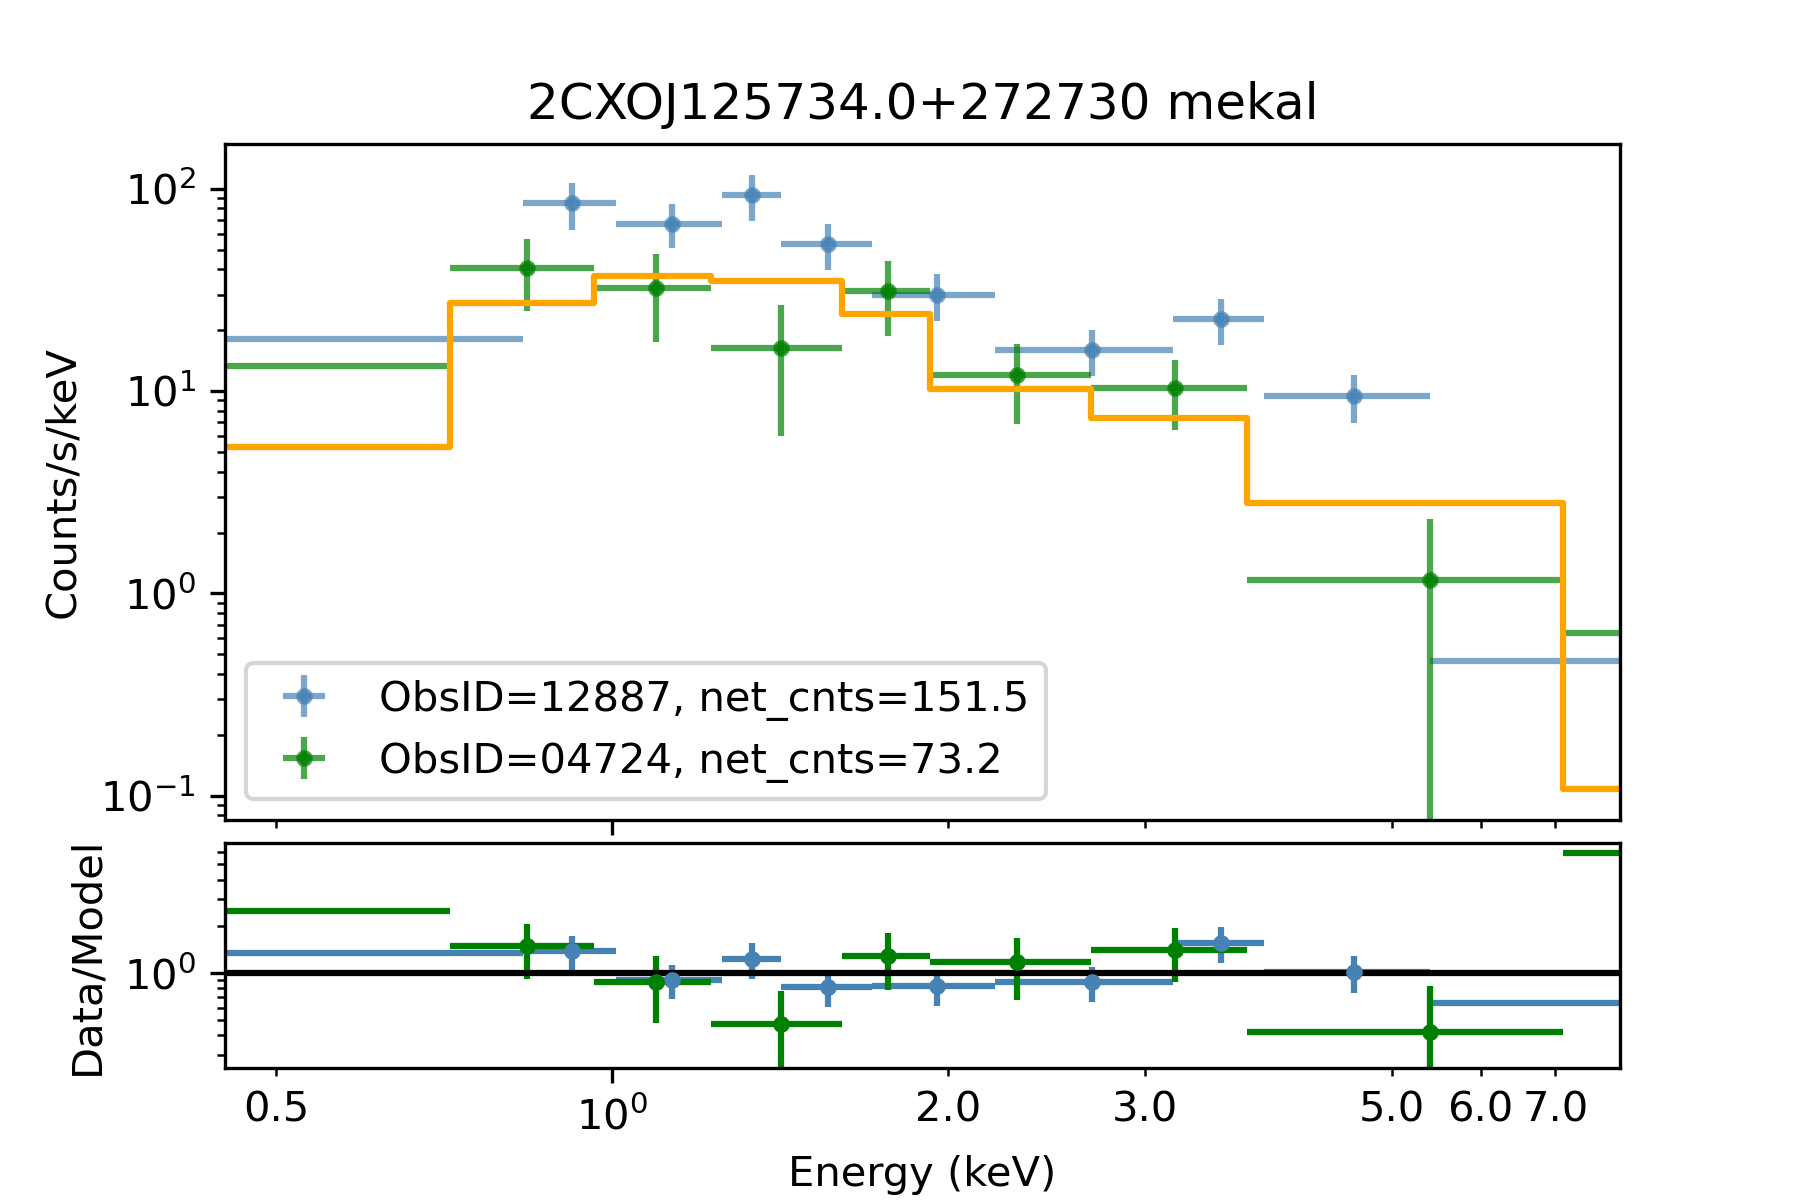 2CXOJ125734.0+272730 mekal
Counts/s/keV
10²
10¹
10⁰
10⁻¹
ObsID=12887, net_cnts=151.5
ObsID=04724, net_cnts=73.2
Data/Model
10⁰
0.5 10⁰ 2.0 3.0 5.0 6.0 7.0
Energy (keV)